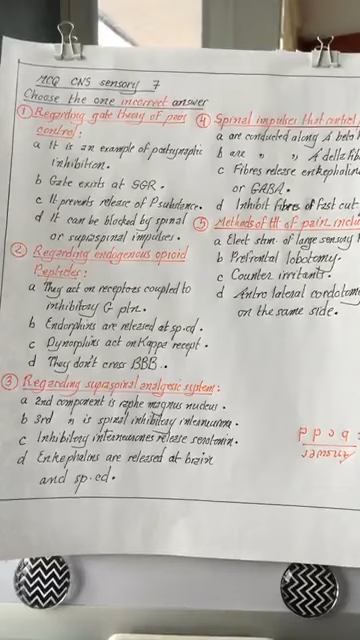 MCQ CNS sensory 7
Choose the one incorrect answer
① Regarding gate theory of pain
control:
a It is an example of postsynaptic
inhibition.
b Gate exists at SGR.
c It prevents release of P substance.
d It can be blocked by spinal
or supraspinal impulses.
② Regarding endogenous opioid
Peptides:
a They act on receptors coupled to
inhibitory G ptn.
b Endorphins are released at sp.cd.
c Dynorphins act on Kappa recept.
d They don't cross BBB..
③ Regarding supraspinal analgesic system:
a 2nd component is raphe magnus nucleus.
b 3rd " is spinal inhibitory interneuron.
c Inhibitory interneurones release serotonin.
d Enkephalins are released at brain
and sp.cd.
④ Spinal impulses that control
a are conducted along A beta
b are " " A delta fib
c Fibres release enkephalin
or GABA.
d Inhibit fibres of fast cut
⑤ Methods of ttt of pain inclu
a Elect stim. of large sensory
b Prefrontal lobotomy.
c Counter irritants.
d Antro lateral cordotom
on the same side.
Answers
b c d d